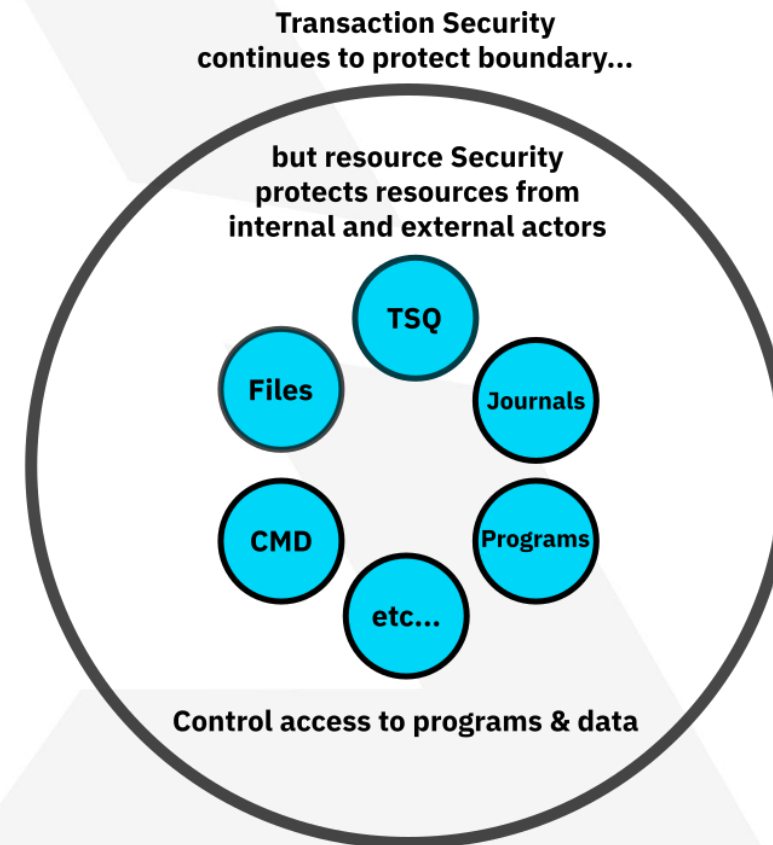 Transaction Security
continues to protect boundary...
but resource Security
protects resources from
internal and external actors
TSQ
Files
Journals
CMD
Programs
etc...
Control access to programs & data